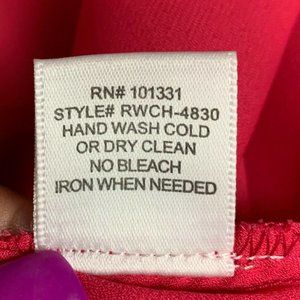 RN# 101331
STYLE# RWCH-4830
HAND WASH COLD
OR DRY CLEAN
NO BLEACH
IRON WHEN NEEDED